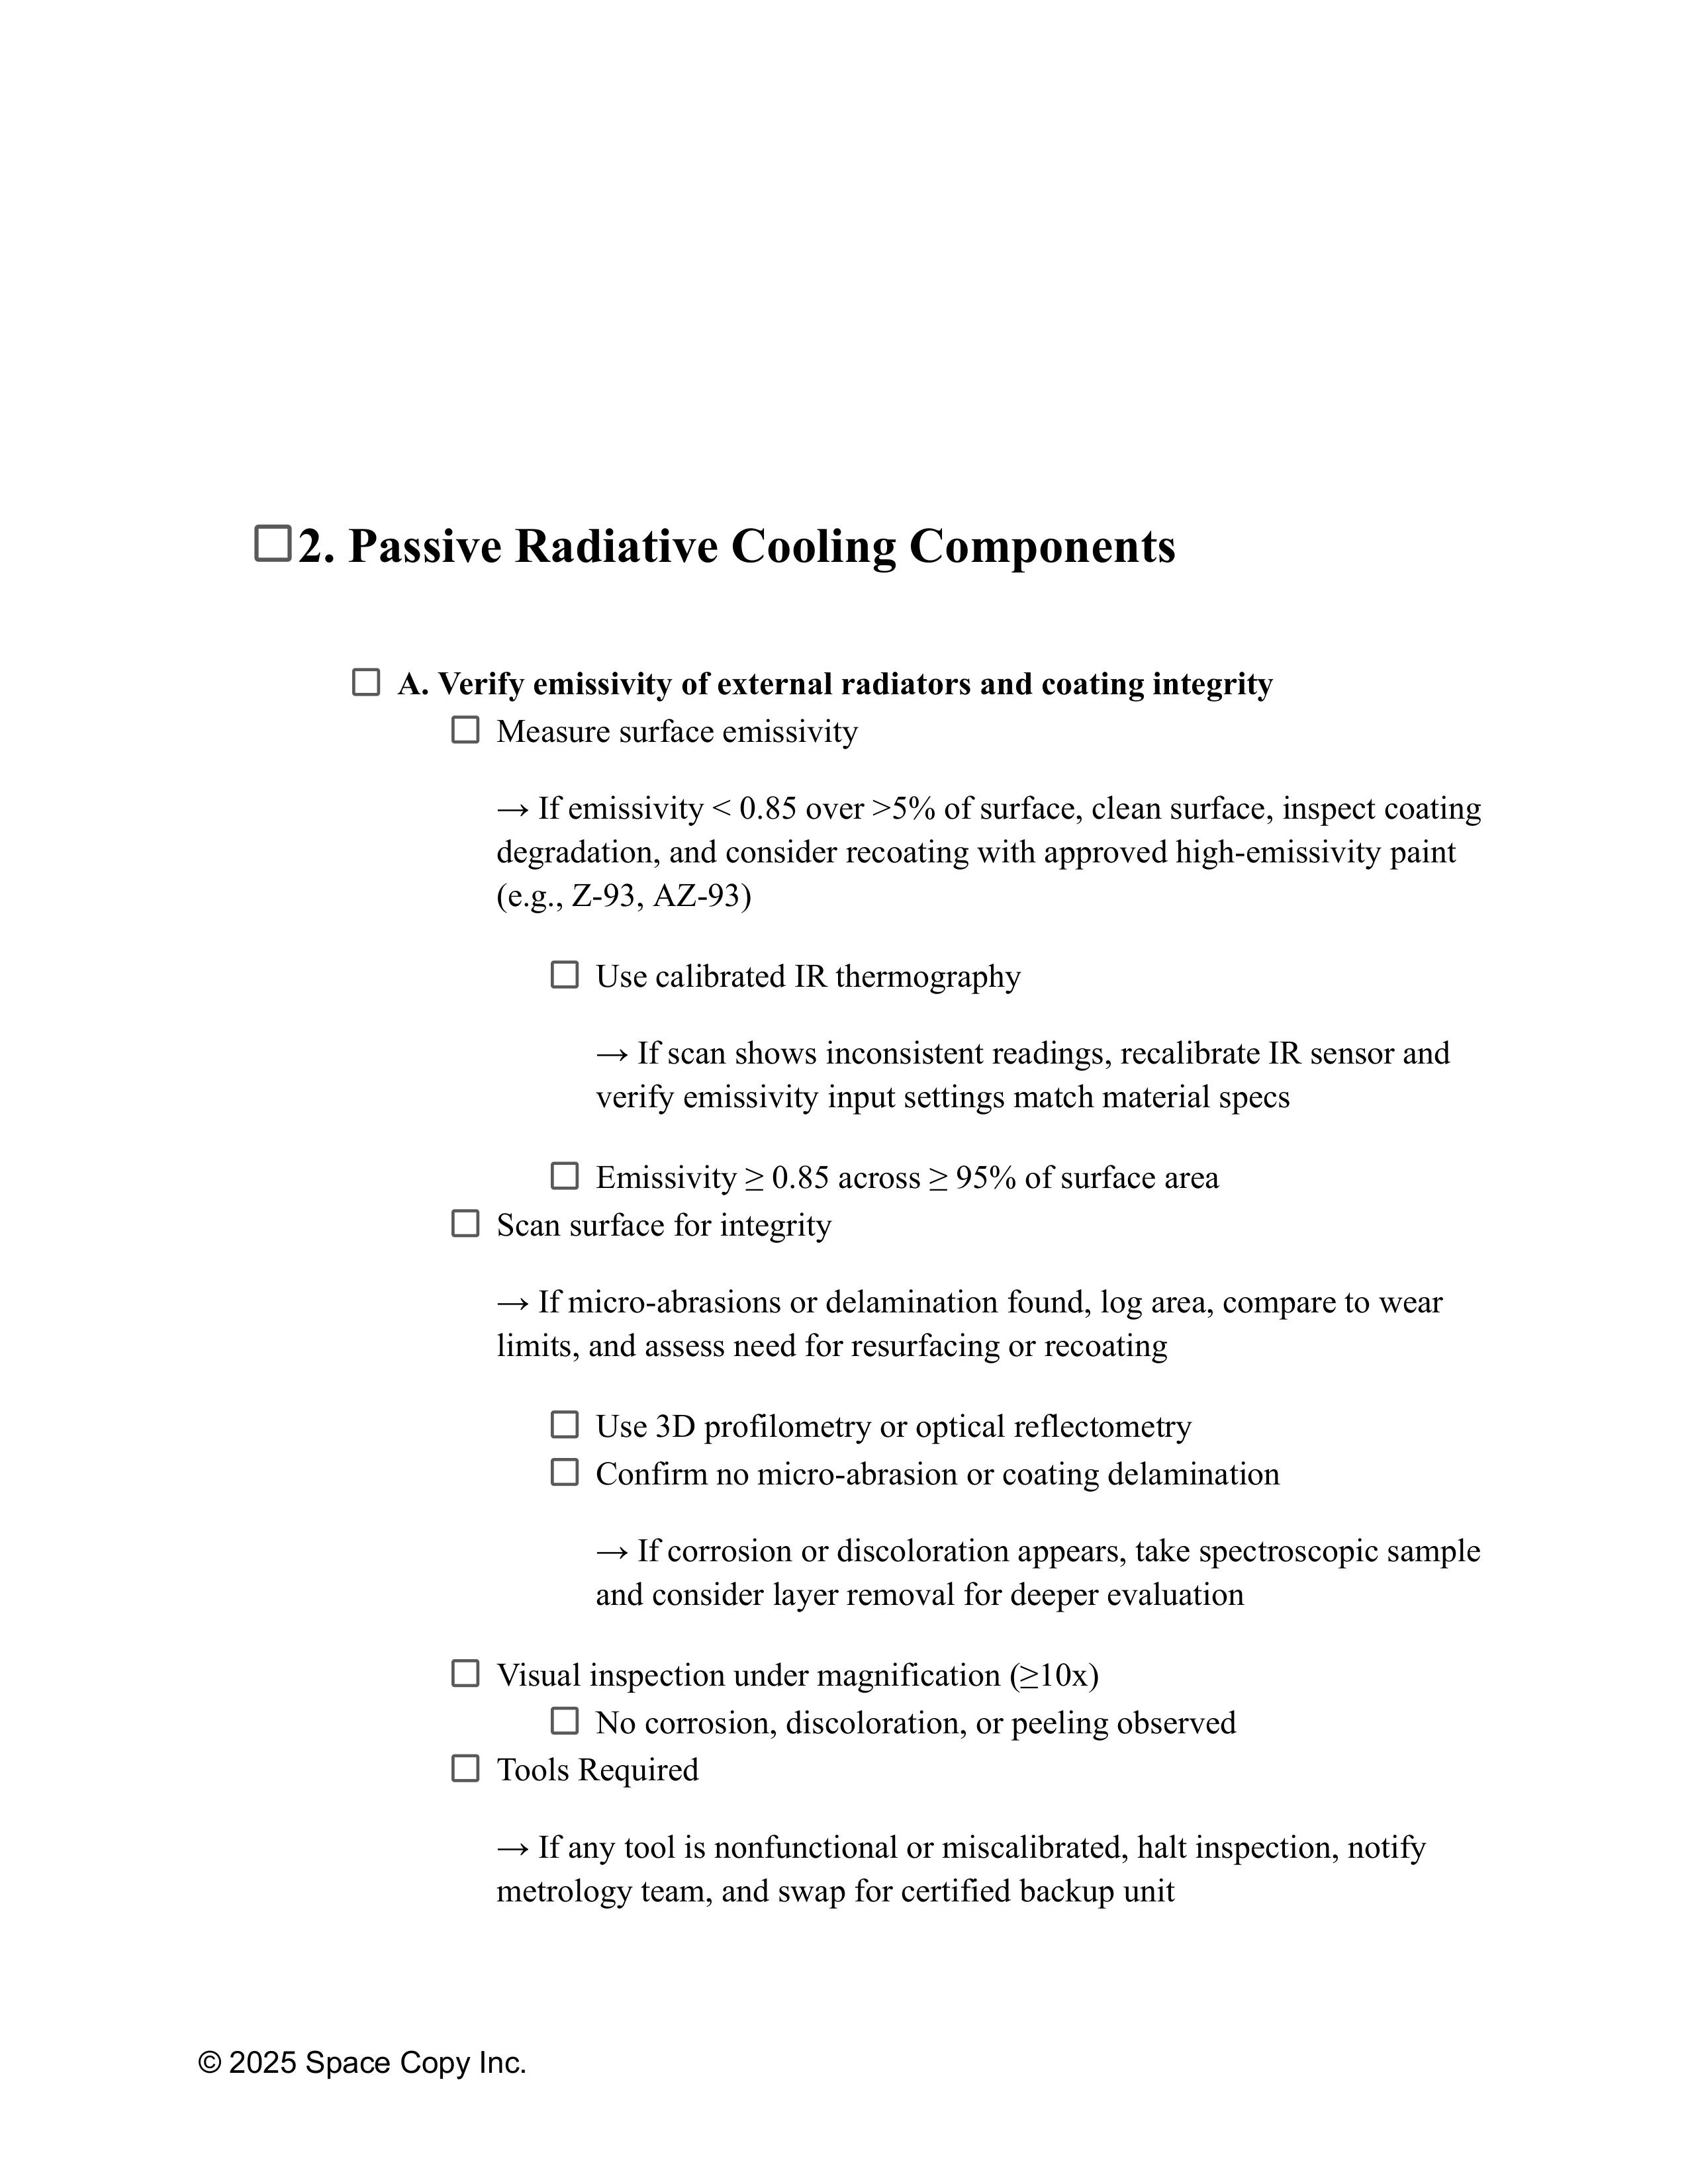 2. Passive Radiative Cooling Components
A. Verify emissivity of external radiators and coating integrity
Measure surface emissivity
→ If emissivity < 0.85 over >5% of surface, clean surface, inspect coating
degradation, and consider recoating with approved high-emissivity paint
(e.g., Z-93, AZ-93)
Use calibrated IR thermography
→ If scan shows inconsistent readings, recalibrate IR sensor and
verify emissivity input settings match material specs
Emissivity ≥ 0.85 across ≥ 95% of surface area
Scan surface for integrity
→ If micro-abrasions or delamination found, log area, compare to wear
limits, and assess need for resurfacing or recoating
Use 3D profilometry or optical reflectometry
Confirm no micro-abrasion or coating delamination
→ If corrosion or discoloration appears, take spectroscopic sample
and consider layer removal for deeper evaluation
Visual inspection under magnification (≥10x)
No corrosion, discoloration, or peeling observed
Tools Required
→ If any tool is nonfunctional or miscalibrated, halt inspection, notify
metrology team, and swap for certified backup unit
© 2025 Space Copy Inc.